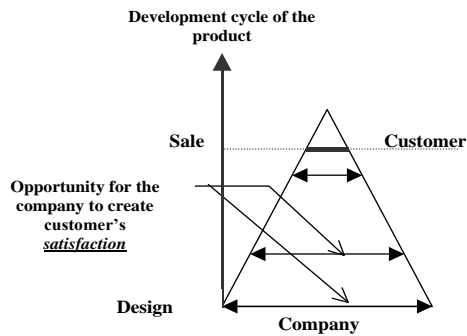 Development cycle of the
product
Sale
Customer
Opportunity for the
company to create
customer's
satisfaction
Design
Company